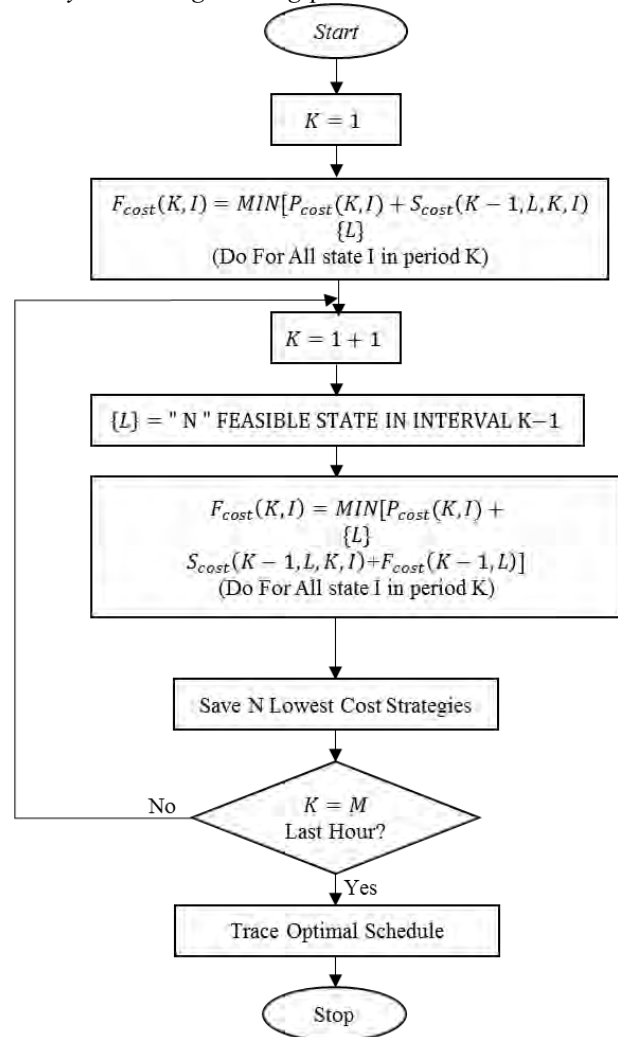 Start
K = 1
F_cost(K, I) = MIN[P_cost(K, I) + S_cost(K − 1, L, K, I)
{L}
(Do For All state I in period K)
K = 1 + 1
{L} = " N " FEASIBLE STATE IN INTERVAL K−1
F_cost(K, I) = MIN[P_cost(K, I) +
{L}
S_cost(K − 1, L, K, I)+F_cost(K − 1, L)]
(Do For All state I in period K)
Save N Lowest Cost Strategies
K = M
No
Last Hour?
Yes
Trace Optimal Schedule
Stop